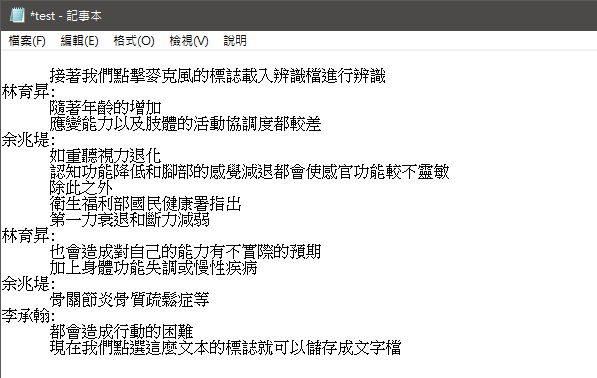 *test - 記事本
檔案(F) 編輯(E) 格式(O) 檢視(V) 說明
接著我們點擊麥克風的標誌載入辨識檔進行辨識
林育昇:
隨著年齡的增加
應變能力以及肢體的活動協調度都較差
余兆堤:
如重聽視力退化
認知功能降低和腳部的感覺減退都會使感官功能較不靈敏
除此之外
衛生福利部國民健康署指出
第一力衰退和斷力減弱
林育昇:
也會造成對自己的能力有不實際的預期
加上身體功能失調或慢性疾病
余兆堤:
骨關節炎骨質疏鬆症等
李承翰:
都會造成行動的困難
現在我們點選這麼文本的標誌就可以儲存成文字檔